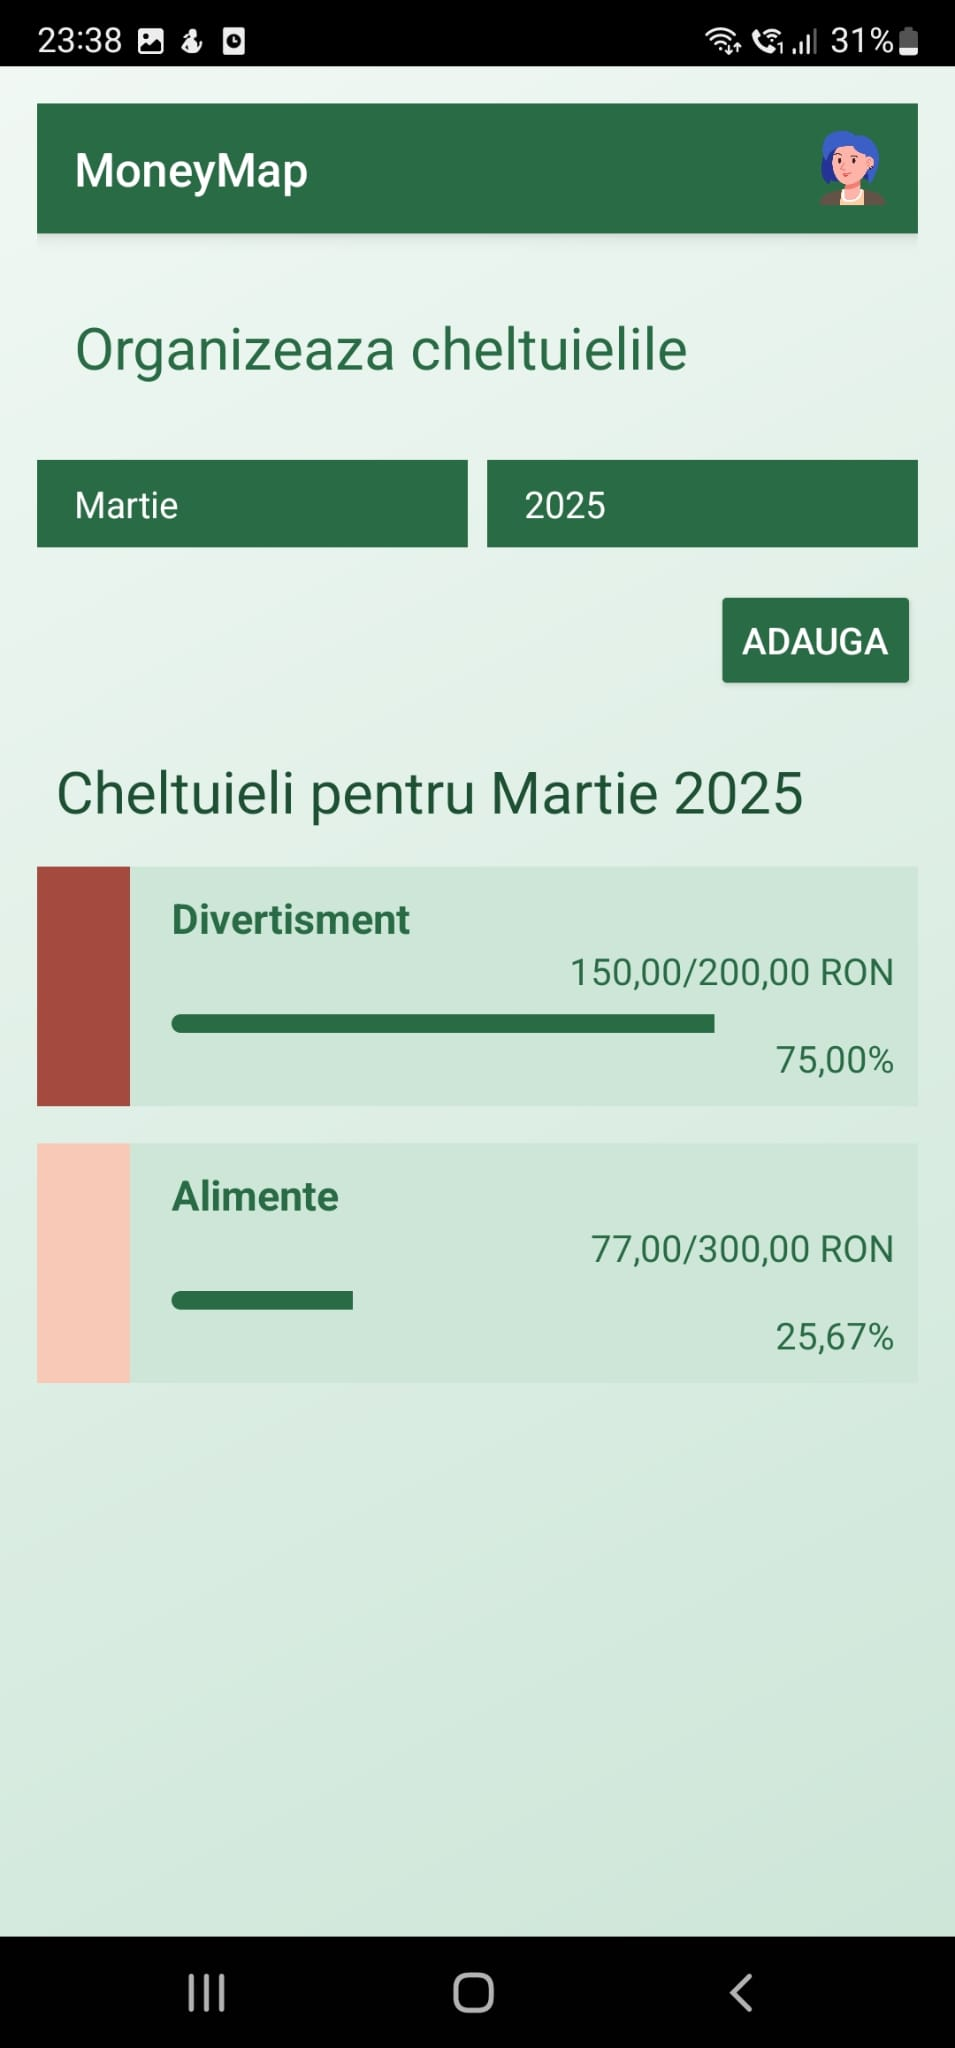 23:38
31%
MoneyMap
Organizeaza cheltuielile
Martie
2025
ADAUGA
Cheltuieli pentru Martie 2025
Divertisment
150,00/200,00 RON
75,00%
Alimente
77,00/300,00 RON
25,67%